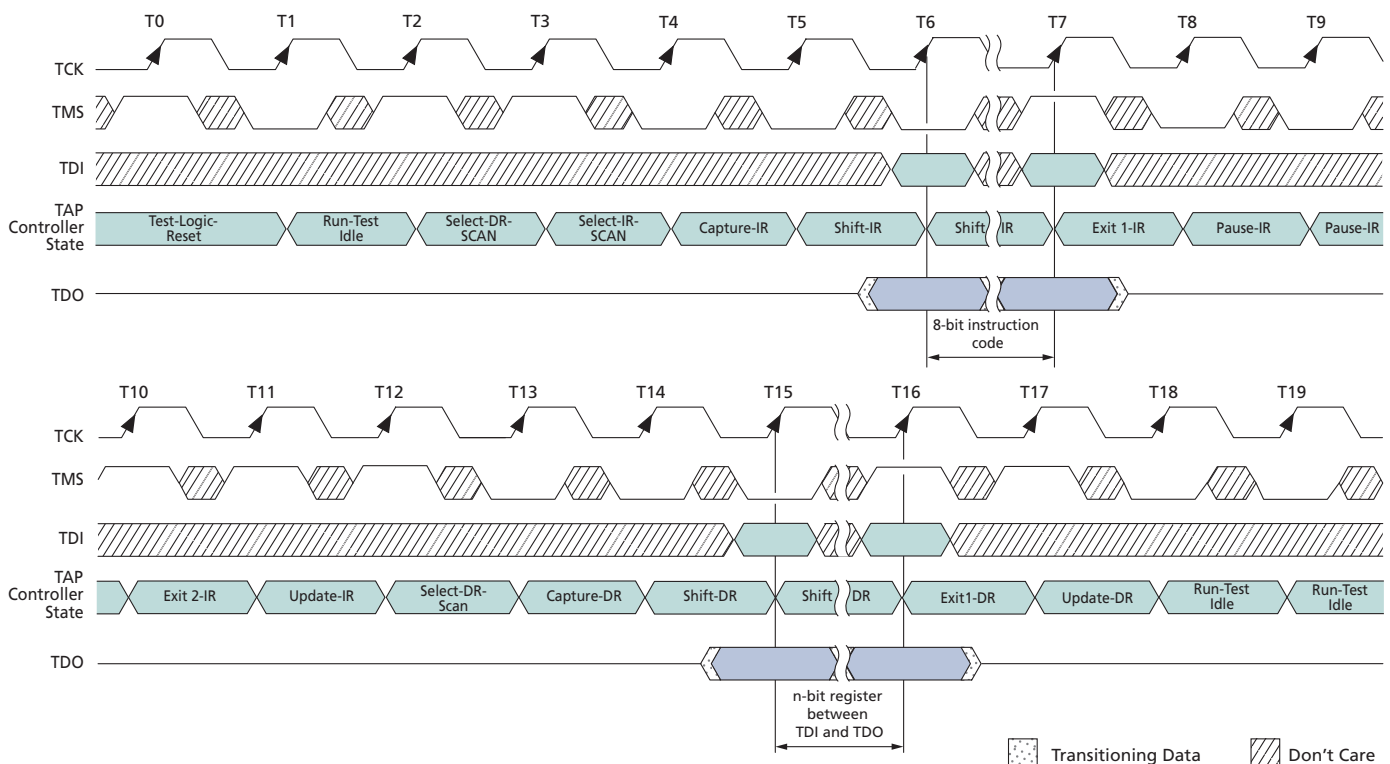 T0 T1 T2 T3 T4 T5 T6 T7 T8 T9
TCK
TMS
TDI
TAP
Controller
State
Test-Logic-
Reset
Run-Test
Idle
Select-DR-
SCAN
Select-IR-
SCAN
Capture-IR
Shift-IR
Shift IR
Exit 1-IR
Pause-IR
Pause-IR
TDO
8-bit instruction
code
T10 T11 T12 T13 T14 T15 T16 T17 T18 T19
TCK
TMS
TDI
TAP
Controller
State
Exit 2-IR
Update-IR
Select-DR-
Scan
Capture-DR
Shift-DR
Shift DR
Exit1-DR
Update-DR
Run-Test
Idle
Run-Test
Idle
TDO
n-bit register
between
TDI and TDO
Transitioning Data
Don't Care